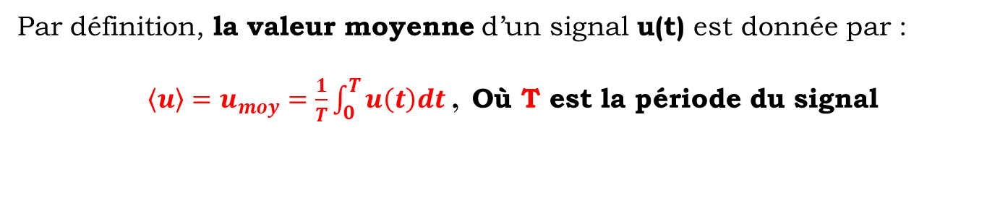 Par définition, la valeur moyenne d’un signal u(t) est donnée par :
⟨u⟩ = u_moy = 1/T ∫₀ᵀ u(t)dt , Où T est la période du signal